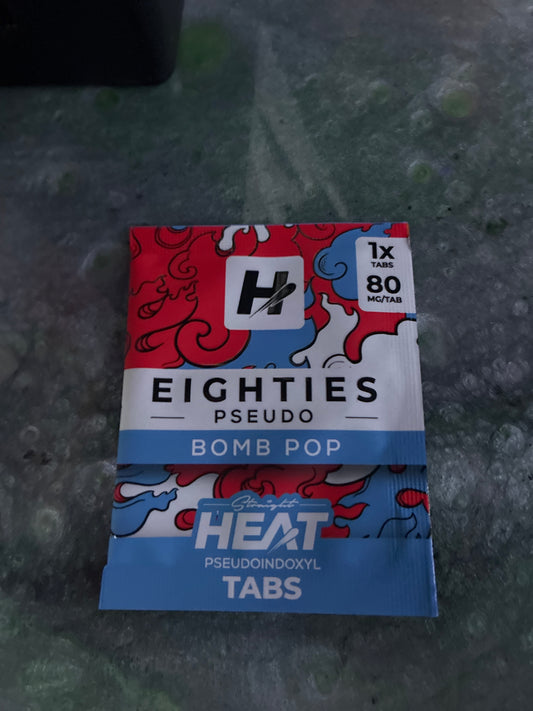 1X
TABS
80
MG/TAB
H
EIGHTIES
PSEUDO
BOMB POP
Straight
HEAT
PSEUDOINDOXYL
TABS